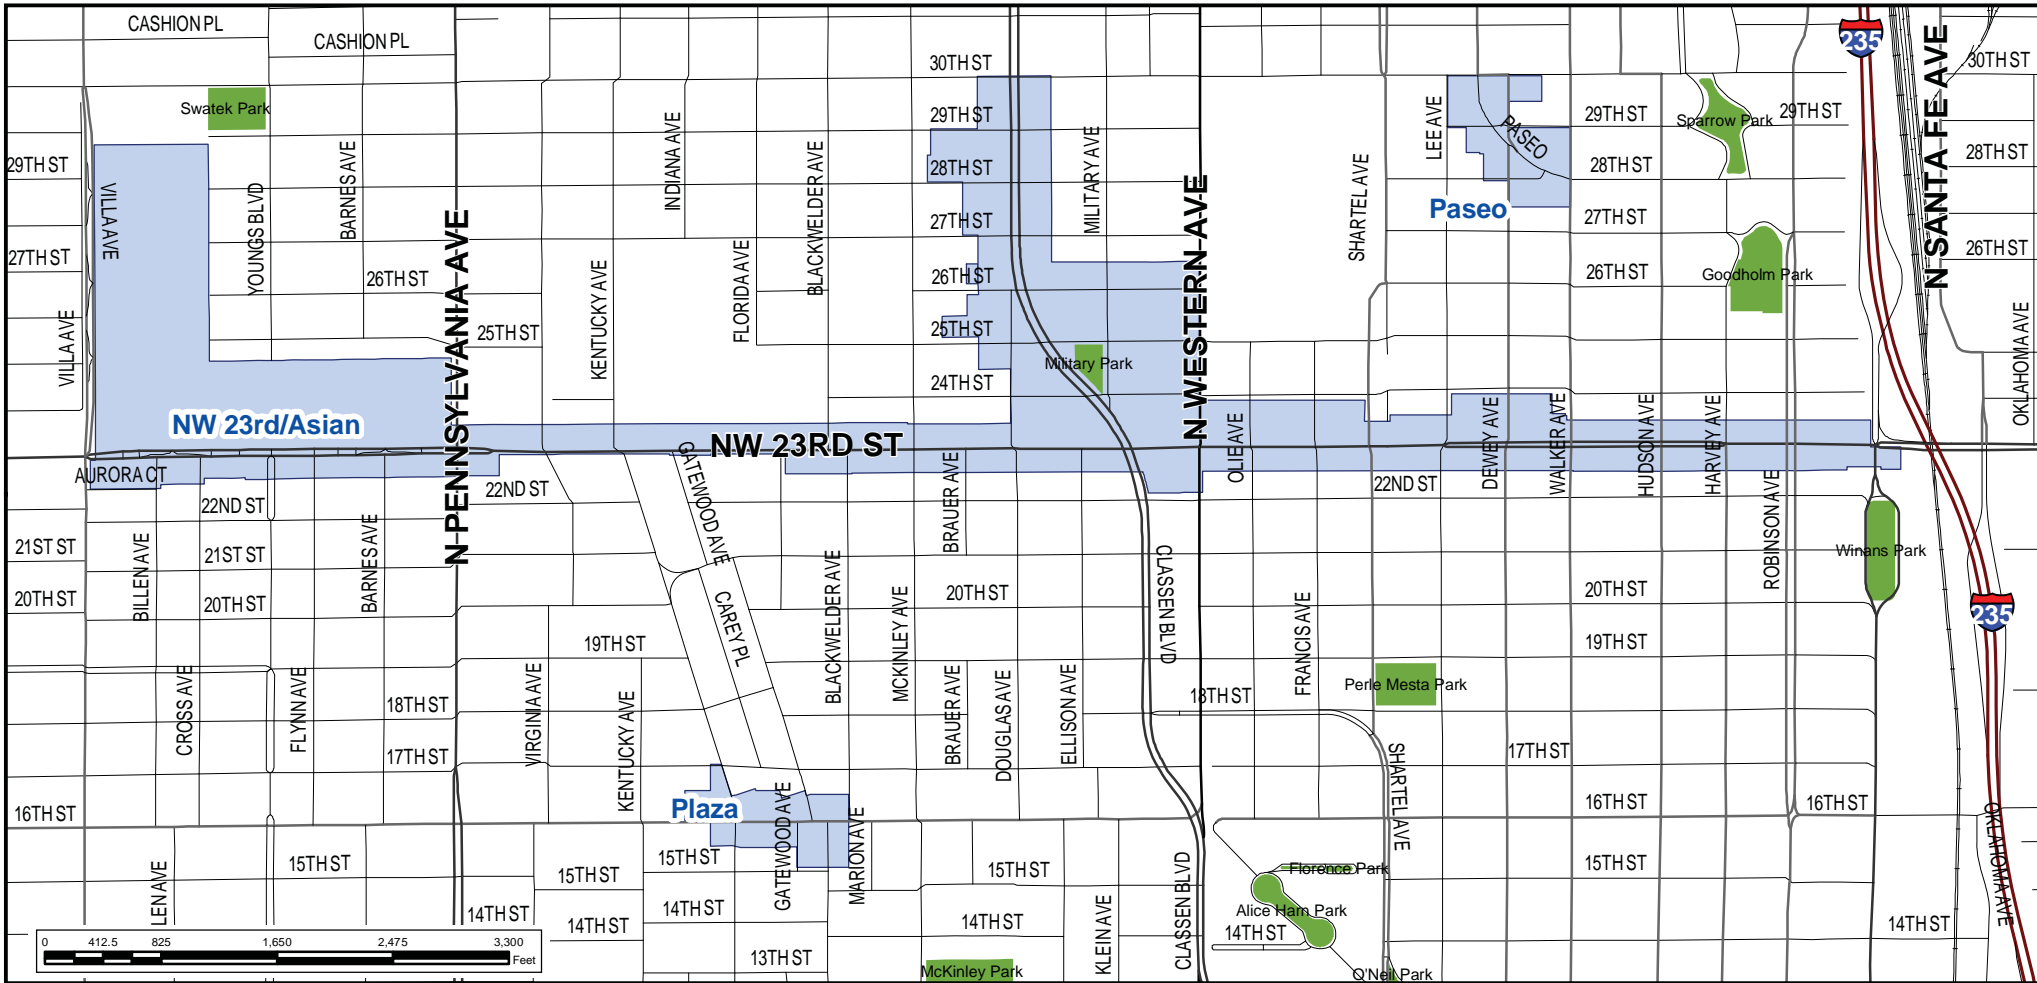 CASHION PL
CASHION PL
30TH ST
235
N SANTA FE AVE
30TH ST
Swatek Park
29TH ST
LEE AVE
29TH ST
Sparrow Park
29TH ST
29TH ST
VILLA AVE
YOUNGS BLVD
BARNES AVE
N PENNSYLVANIA AVE
INDIANA AVE
BLACKWELDER AVE
28TH ST
MILITARY AVE
N WESTERN AVE
SHARTEL AVE
PASEO
28TH ST
28TH ST
Paseo
27TH ST
27TH ST
27TH ST
26TH ST
26TH ST
KENTUCKY AVE
FLORIDA AVE
26TH ST
26TH ST
Goodholm Park
VILLA AVE
25TH ST
25TH ST
OKLAHOMA AVE
Military Park
24TH ST
NW 23rd/Asian
NW 23RD ST
GATEWOOD AVE
OLIE AVE
DEWEY AVE
WALKER AVE
HUDSON AVE
HARVEY AVE
AURORA CT
22ND ST
22ND ST
22ND ST
BRAUER AVE
ROBINSON AVE
21ST ST
BILLEN AVE
21ST ST
BARNES AVE
Winans Park
20TH ST
20TH ST
CAREY PL
BLACKWELDER AVE
MCKINLEY AVE
20TH ST
CLASSEN BLVD
FRANCIS AVE
20TH ST
235
19TH ST
19TH ST
CROSS AVE
FLYNN AVE
18TH ST
VIRGINIA AVE
KENTUCKY AVE
BRAUER AVE
DOUGLAS AVE
ELLISON AVE
18TH ST
Perle Mesta Park
17TH ST
17TH ST
SHARTEL AVE
16TH ST
Plaza
GATEWOOD AVE
MARION AVE
16TH ST
16TH ST
OKLAHOMA AVE
LEN AVE
15TH ST
15TH ST
15TH ST
15TH ST
CLASSEN BLVD
Florence Park
15TH ST
14TH ST
14TH ST
14TH ST
14TH ST
KLEIN AVE
Alice Harn Park
14TH ST
14TH ST
0 412.5 825 1,650 2,475 3,300
Feet
13TH ST
McKinley Park
O'Neil Park